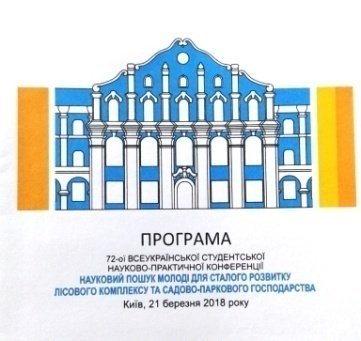 ПРОГРАМА
72-ої ВСЕУКРАЇНСЬКОЇ СТУДЕНТСЬКОЇ
НАУКОВО-ПРАКТИЧНОЇ КОНФЕРЕНЦІЇ
НАУКОВИЙ ПОШУК МОЛОДІ ДЛЯ СТАЛОГО РОЗВИТКУ
ЛІСОВОГО КОМПЛЕКСУ ТА САДОВО-ПАРКОВОГО ГОСПОДАРСТВА
Київ, 21 березня 2018 року